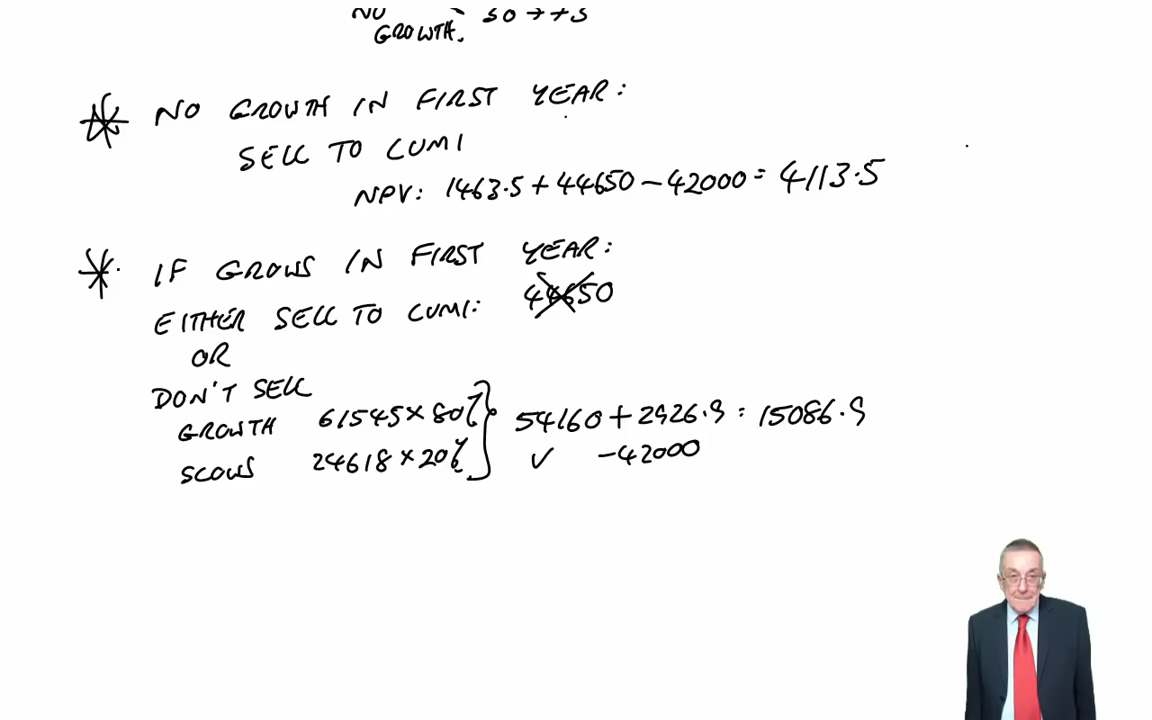 NO
GROWTH. SO →
NO GROWTH IN FIRST YEAR:
SELL TO CUMI
NPV: 1463.5 + 44650 - 42000 = 4113.5
IF GROWS IN FIRST YEAR:
EITHER SELL TO CUMI: 44650
OR
DON'T SELL
GROWTH 61545 × 80% } 54160 + 2926.9 = 15086.9
SLOWS 24618 × 20% ✓ -42000